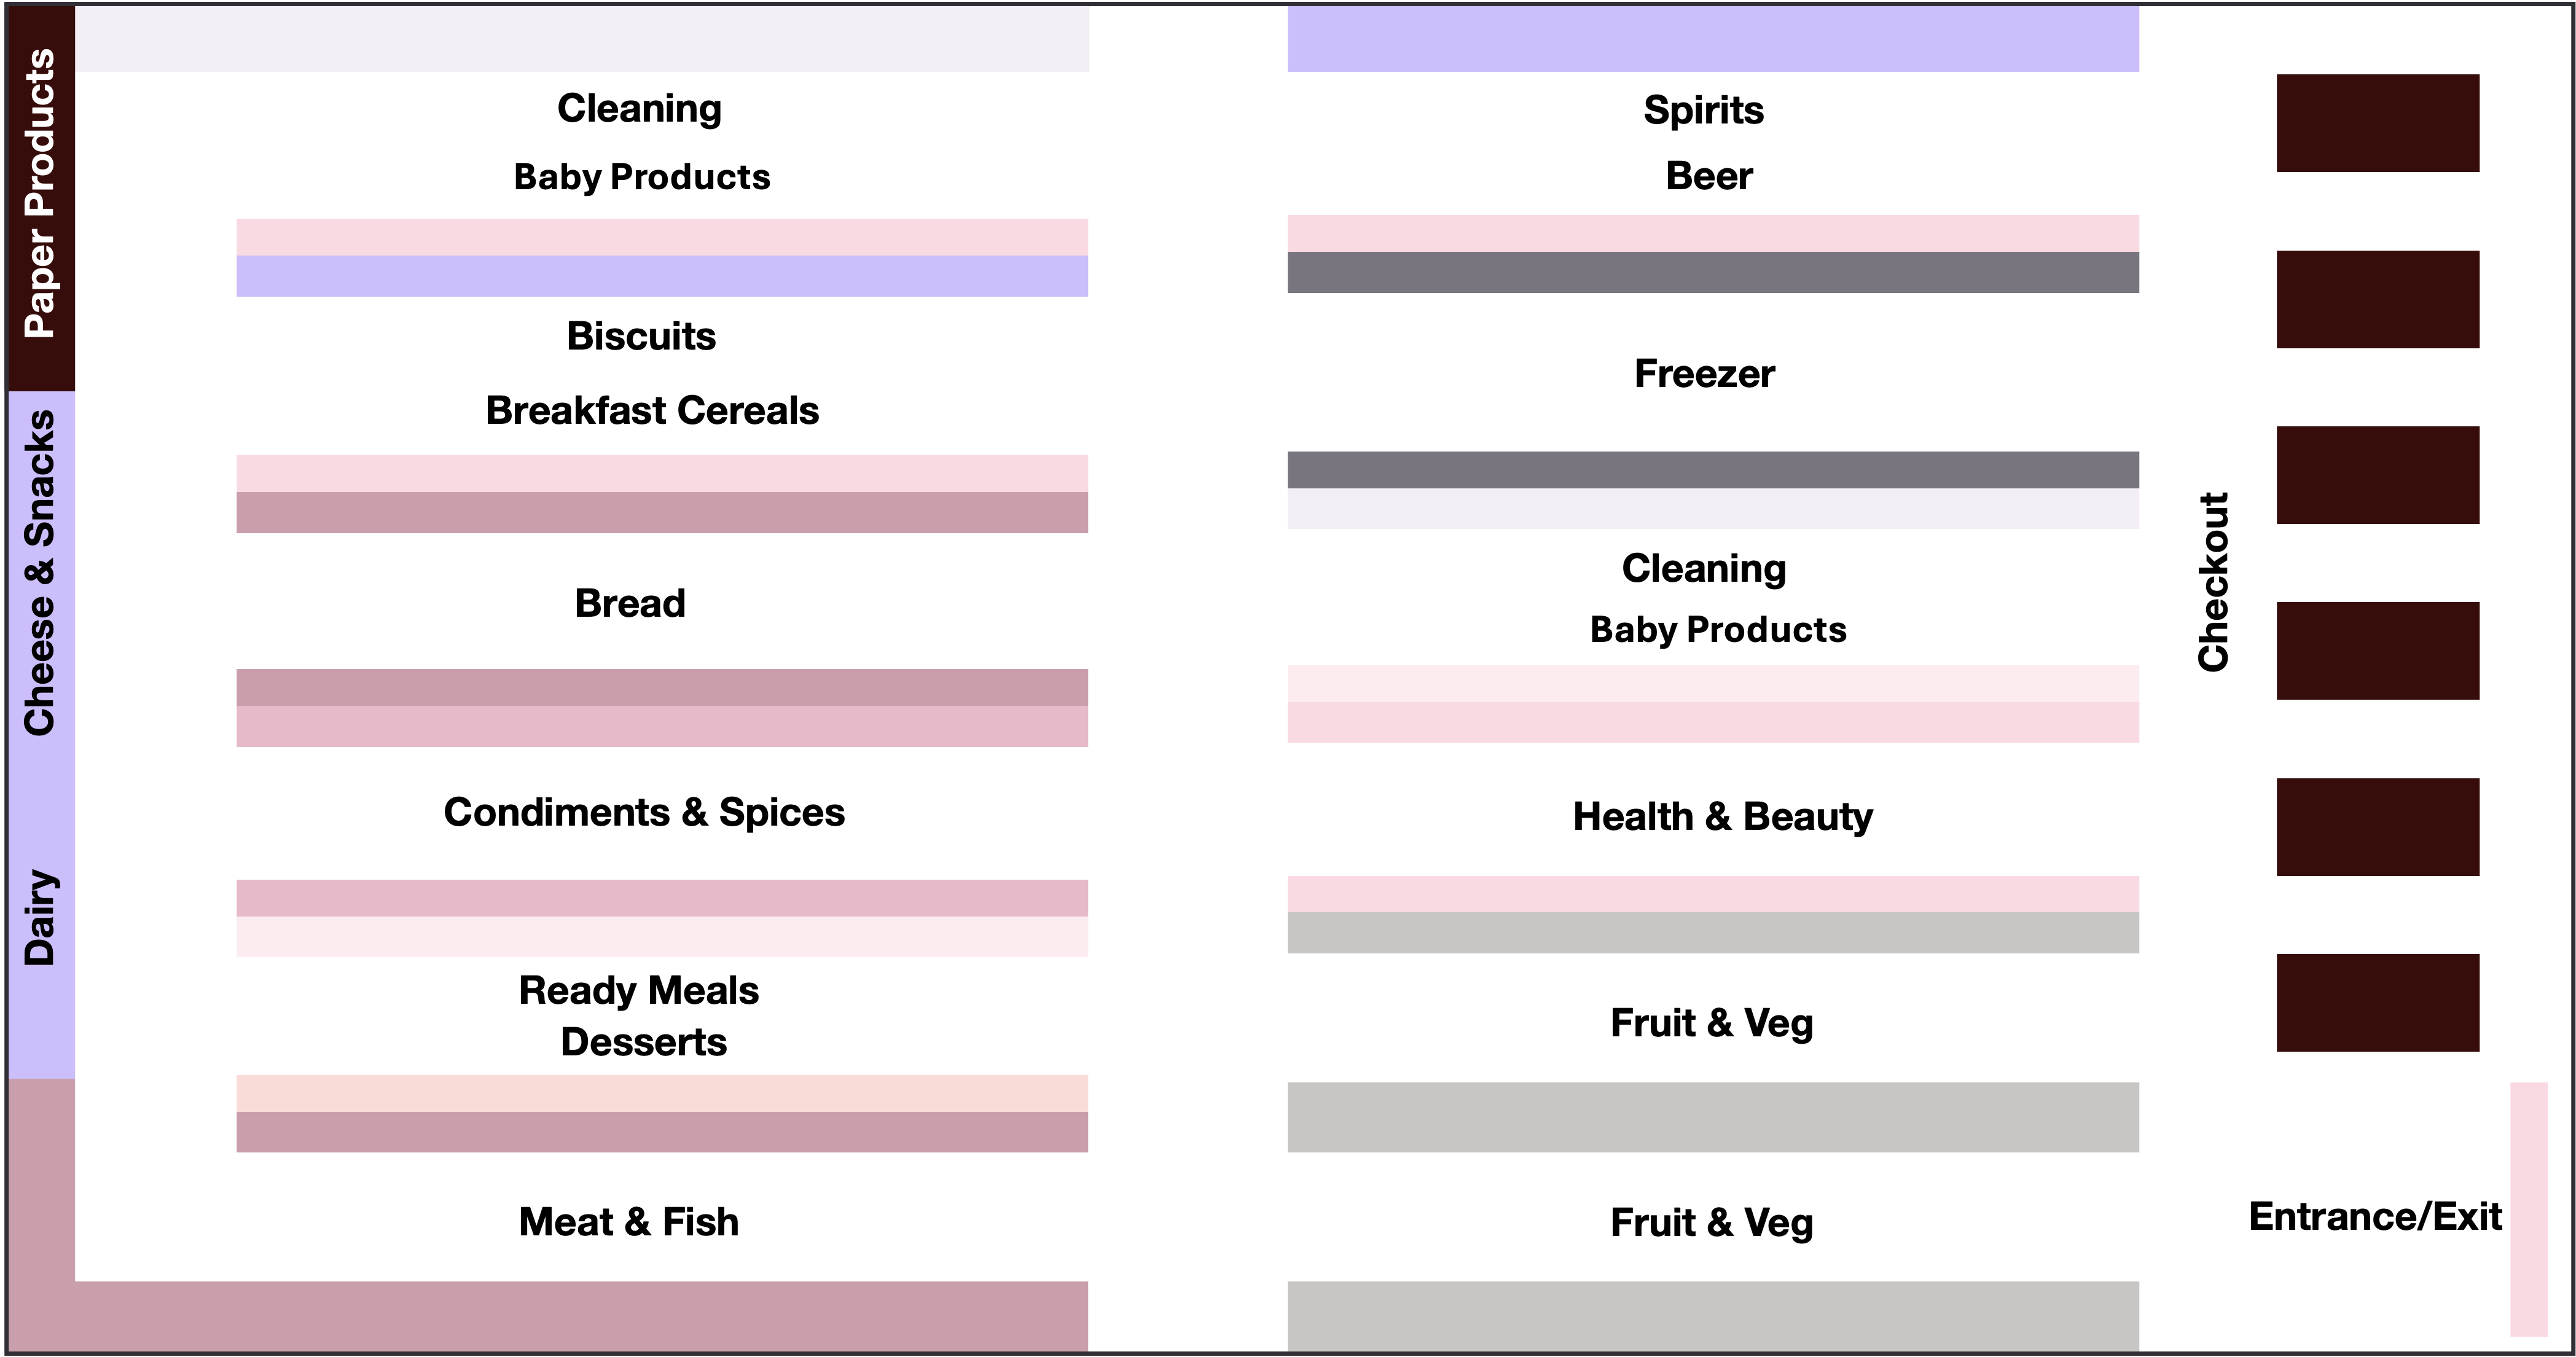 Paper Products
Cheese & Snacks
Dairy
Cleaning
Baby Products
Biscuits
Breakfast Cereals
Bread
Condiments & Spices
Ready Meals
Desserts
Meat & Fish
Spirits
Beer
Freezer
Cleaning
Baby Products
Health & Beauty
Fruit & Veg
Fruit & Veg
Checkout
Entrance/Exit